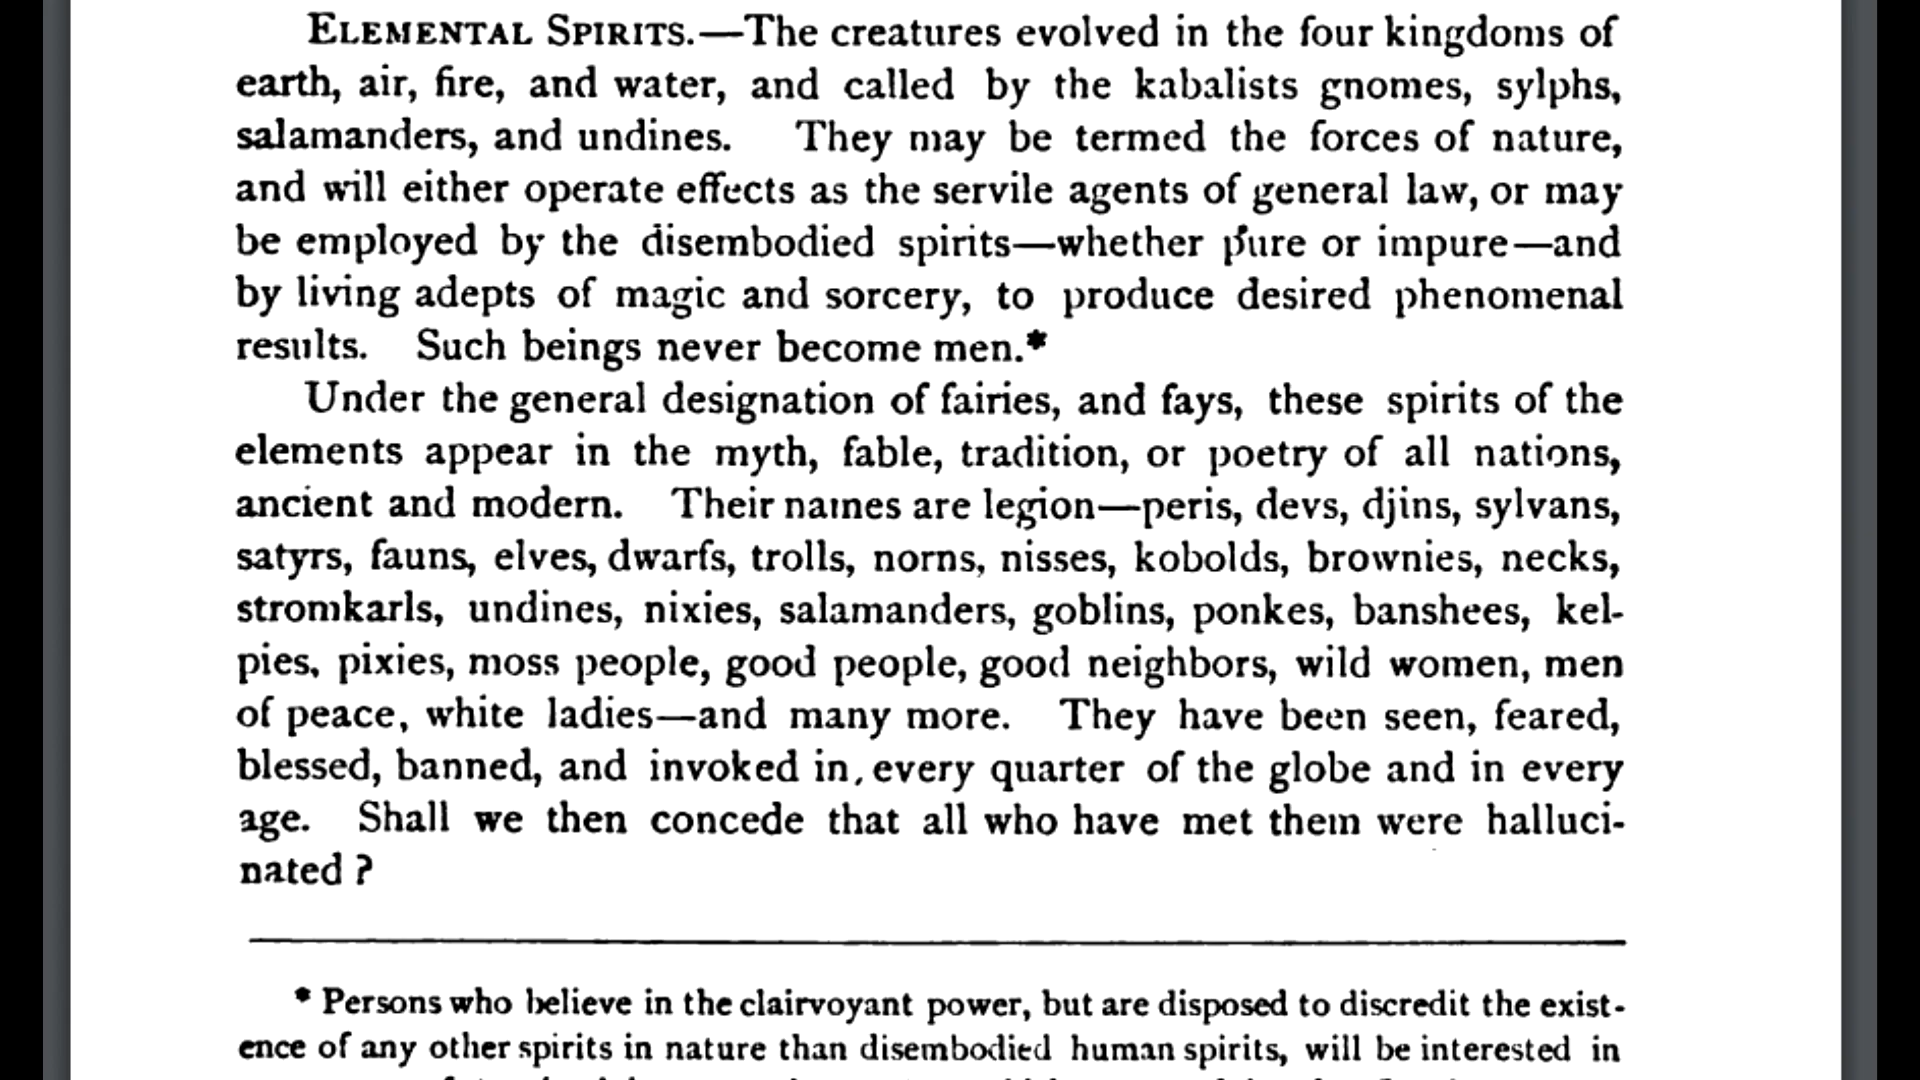 ELEMENTAL SPIRITS.—The creatures evolved in the four kingdoms of
earth, air, fire, and water, and called by the kabalists gnomes, sylphs,
salamanders, and undines. They may be termed the forces of nature,
and will either operate effects as the servile agents of general law, or may
be employed by the disembodied spirits—whether pure or impure—and
by living adepts of magic and sorcery, to produce desired phenomenal
results. Such beings never become men.*
Under the general designation of fairies, and fays, these spirits of the
elements appear in the myth, fable, tradition, or poetry of all nations,
ancient and modern. Their names are legion—peris, devs, djins, sylvans,
satyrs, fauns, elves, dwarfs, trolls, norns, nisses, kobolds, brownies, necks,
stromkarls, undines, nixies, salamanders, goblins, ponkes, banshees, kel-
pies, pixies, moss people, good people, good neighbors, wild women, men
of peace, white ladies—and many more. They have been seen, feared,
blessed, banned, and invoked in every quarter of the globe and in every
age. Shall we then concede that all who have met them were halluci-
nated ?
* Persons who believe in the clairvoyant power, but are disposed to discredit the exist-
ence of any other spirits in nature than disembodied human spirits, will be interested in